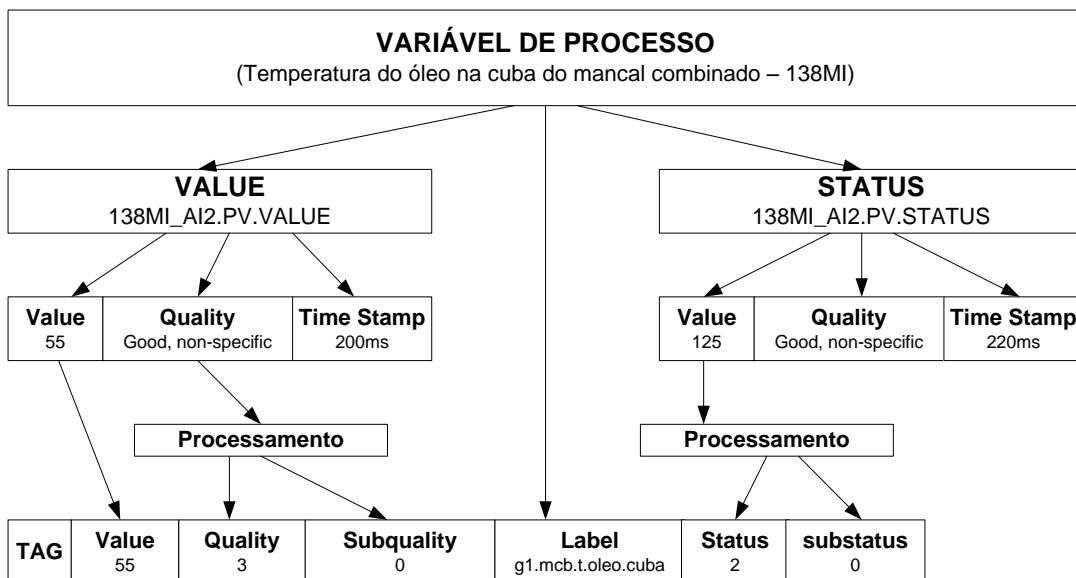 VARIÁVEL DE PROCESSO
(Temperatura do óleo na cuba do mancal combinado – 138MI)
VALUE
138MI_AI2.PV.VALUE
STATUS
138MI_AI2.PV.STATUS
Value
55
Quality
Good, non-specific
Time Stamp
200ms
Value
125
Quality
Good, non-specific
Time Stamp
220ms
Processamento
Processamento
TAG
Value
55
Quality
3
Subquality
0
Label
g1.mcb.t.oleo.cuba
Status
2
substatus
0